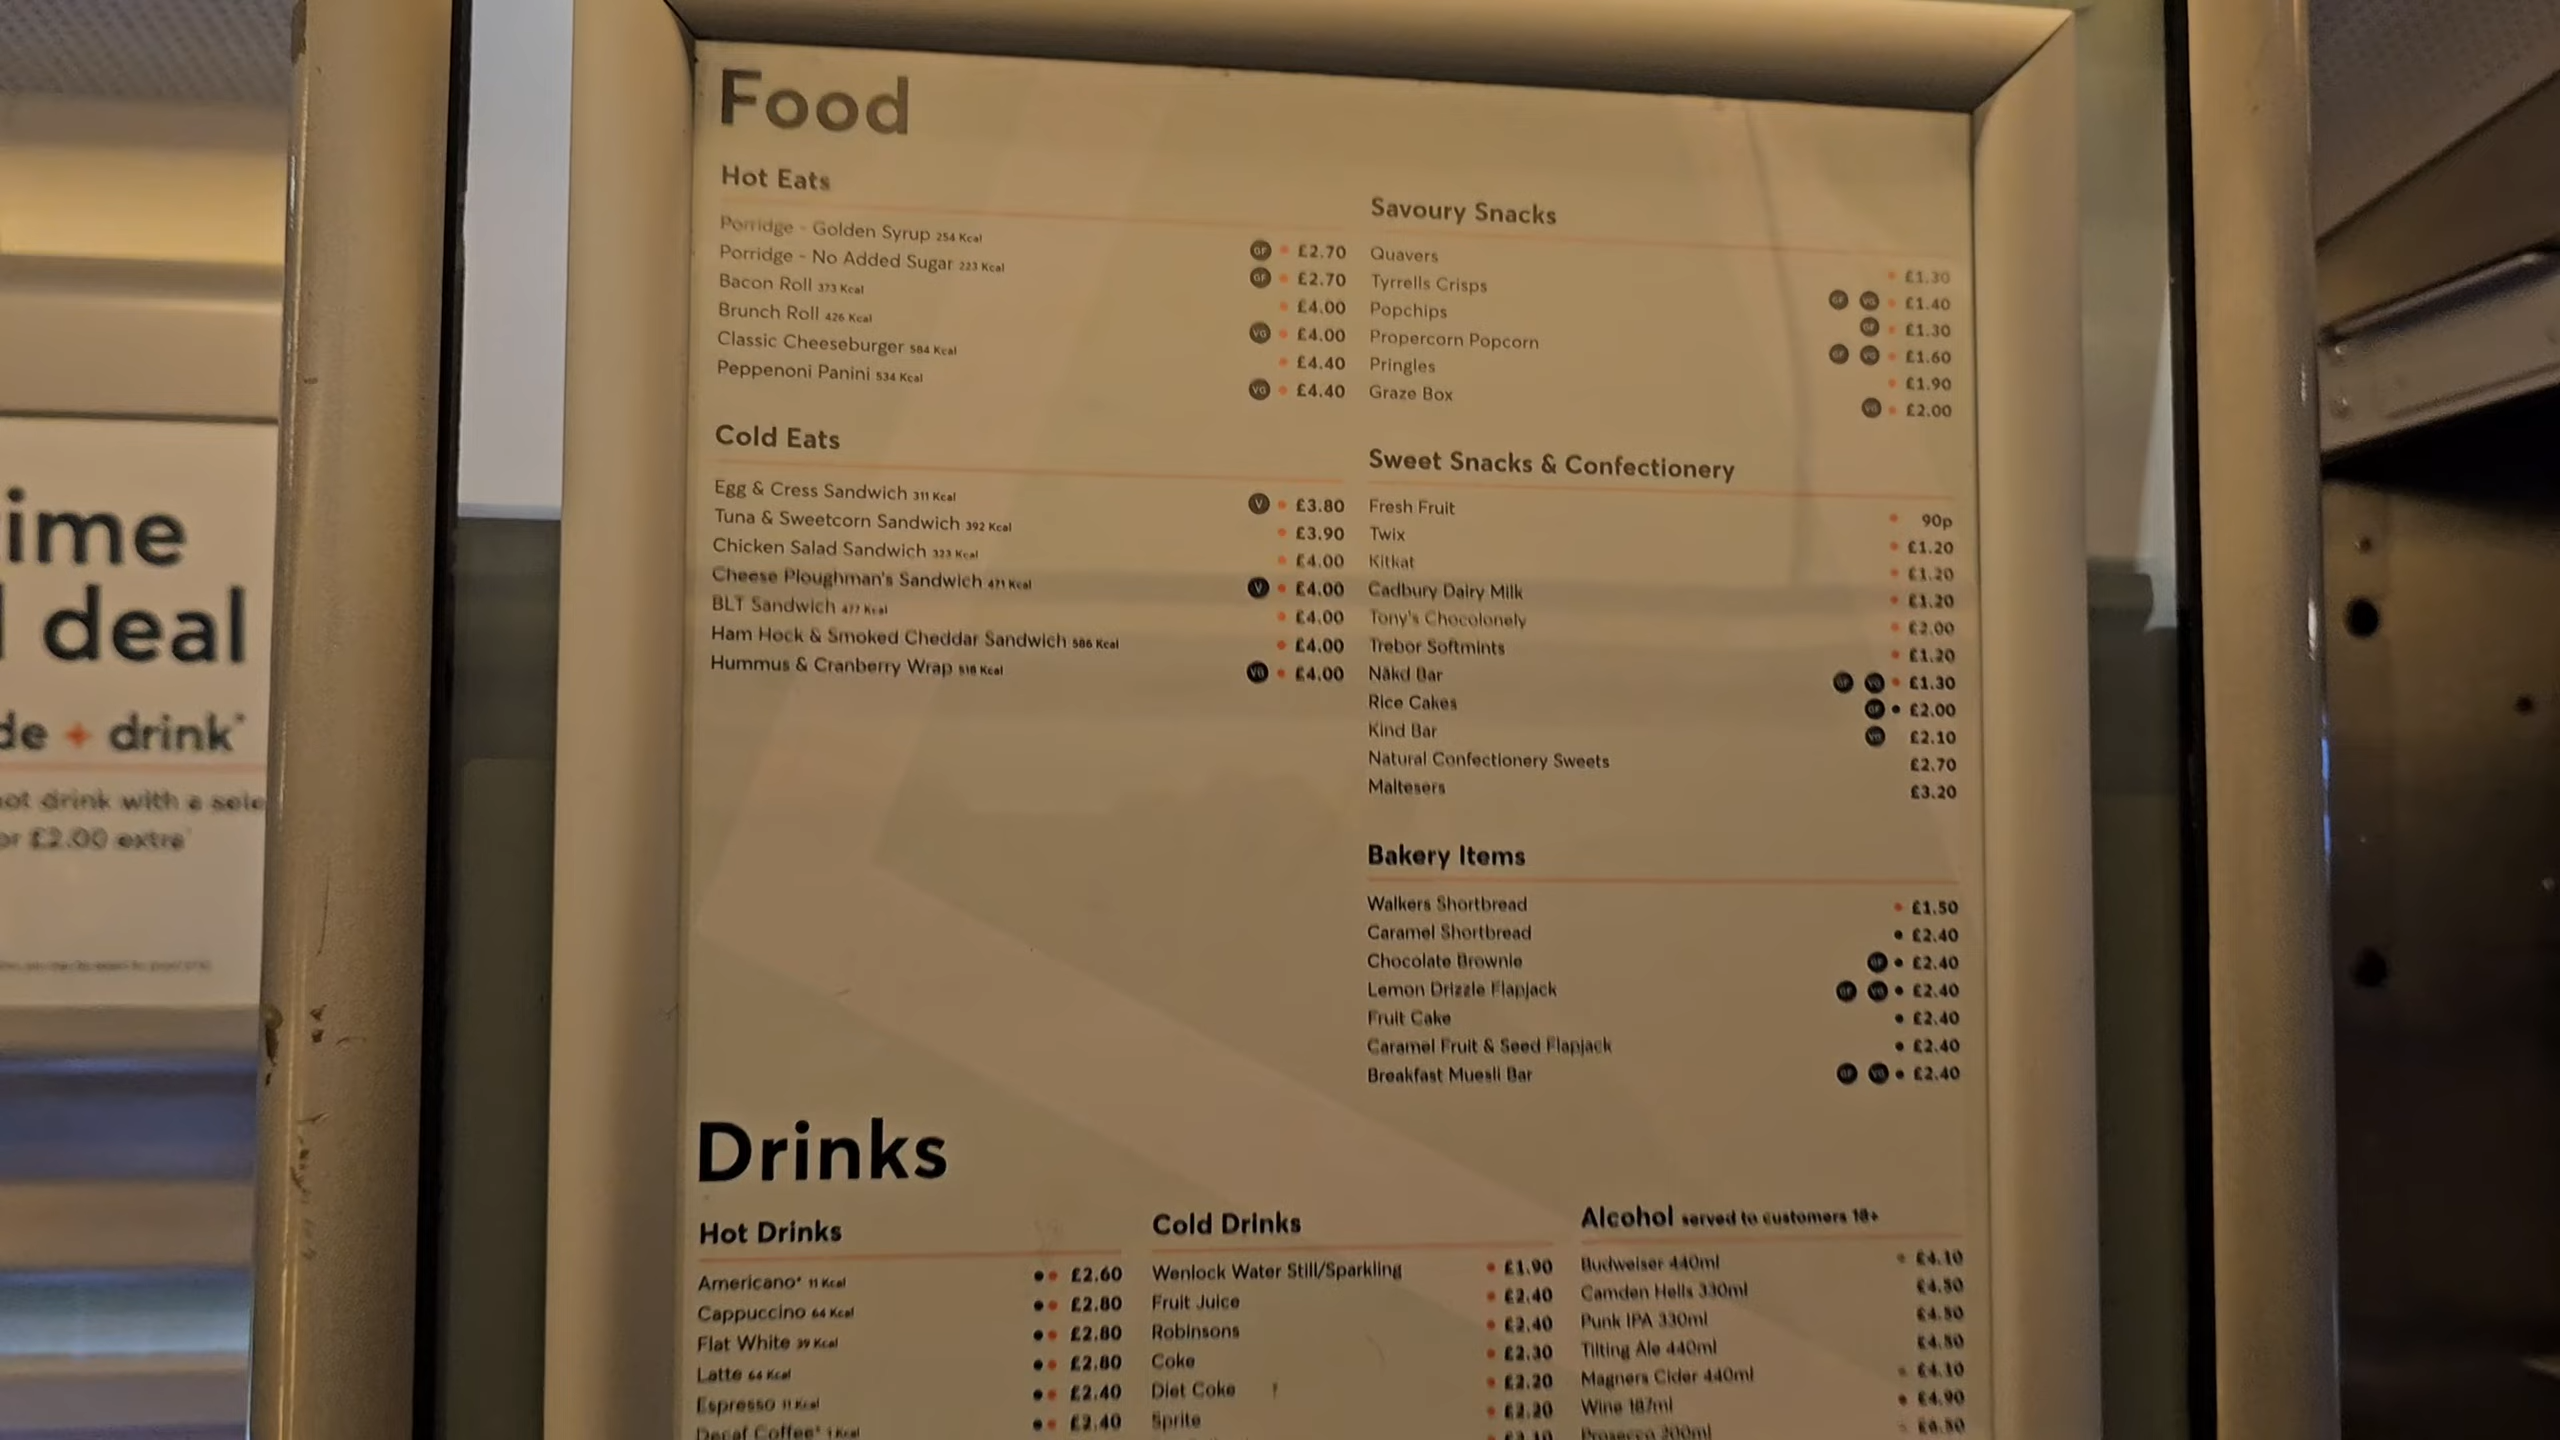 Food
Hot Eats
Porridge - Golden Syrup 254 Kcal GF £2.70
Porridge - No Added Sugar 223 Kcal GF £2.70
Bacon Roll 373 Kcal £4.00
Brunch Roll 426 Kcal VG £4.00
Classic Cheeseburger 584 Kcal £4.40
Peppenoni Panini 534 Kcal VG £4.40
Cold Eats
Egg & Cress Sandwich 311 Kcal V £3.80
Tuna & Sweetcorn Sandwich 392 Kcal £3.90
Chicken Salad Sandwich 323 Kcal £4.00
Cheese Ploughman's Sandwich 471 Kcal V £4.00
BLT Sandwich 477 Kcal £4.00
Ham Hock & Smoked Cheddar Sandwich 586 Kcal £4.00
Hummus & Cranberry Wrap 518 Kcal VG £4.00
Savoury Snacks
Quavers £1.30
Tyrrells Crisps GF VG £1.40
Popchips GF £1.30
Propercorn Popcorn GF VG £1.60
Pringles £1.90
Graze Box VG £2.00
Sweet Snacks & Confectionery
Fresh Fruit 90p
Twix £1.20
Kitkat £1.20
Cadbury Dairy Milk £1.20
Tony's Chocolonely £2.00
Trebor Softmints £1.20
Nākd Bar GF VG £1.30
Rice Cakes GF £2.00
Kind Bar VG £2.10
Natural Confectionery Sweets £2.70
Maltesers £3.20
Bakery Items
Walkers Shortbread £1.50
Caramel Shortbread £2.40
Chocolate Brownie GF £2.40
Lemon Drizzle Flapjack GF VG £2.40
Fruit Cake £2.40
Caramel Fruit & Seed Flapjack £2.40
Breakfast Muesli Bar GF VG £2.40
Drinks
Hot Drinks
Americano* 11 Kcal £2.60
Cappuccino 64 Kcal £2.80
Flat White 39 Kcal £2.80
Latte 64 Kcal £2.80
Espresso 11 Kcal £2.40
Decaf Coffee* 1 Kcal £2.40
Cold Drinks
Wenlock Water Still/Sparkling £1.90
Fruit Juice £2.40
Robinsons £2.40
Coke £2.30
Diet Coke £2.20
Sprite £2.20
£2.10
Alcohol served to customers 18+
Budweiser 440ml £4.10
Camden Hells 330ml £4.50
Punk IPA 330ml £4.50
Tilting Ale 440ml £4.50
Magners Cider 440ml £4.10
Wine 187ml £4.90
Prosecco 200ml £6.50
ime
deal
de + drink*
ot drink with a sele
or £2.00 extra